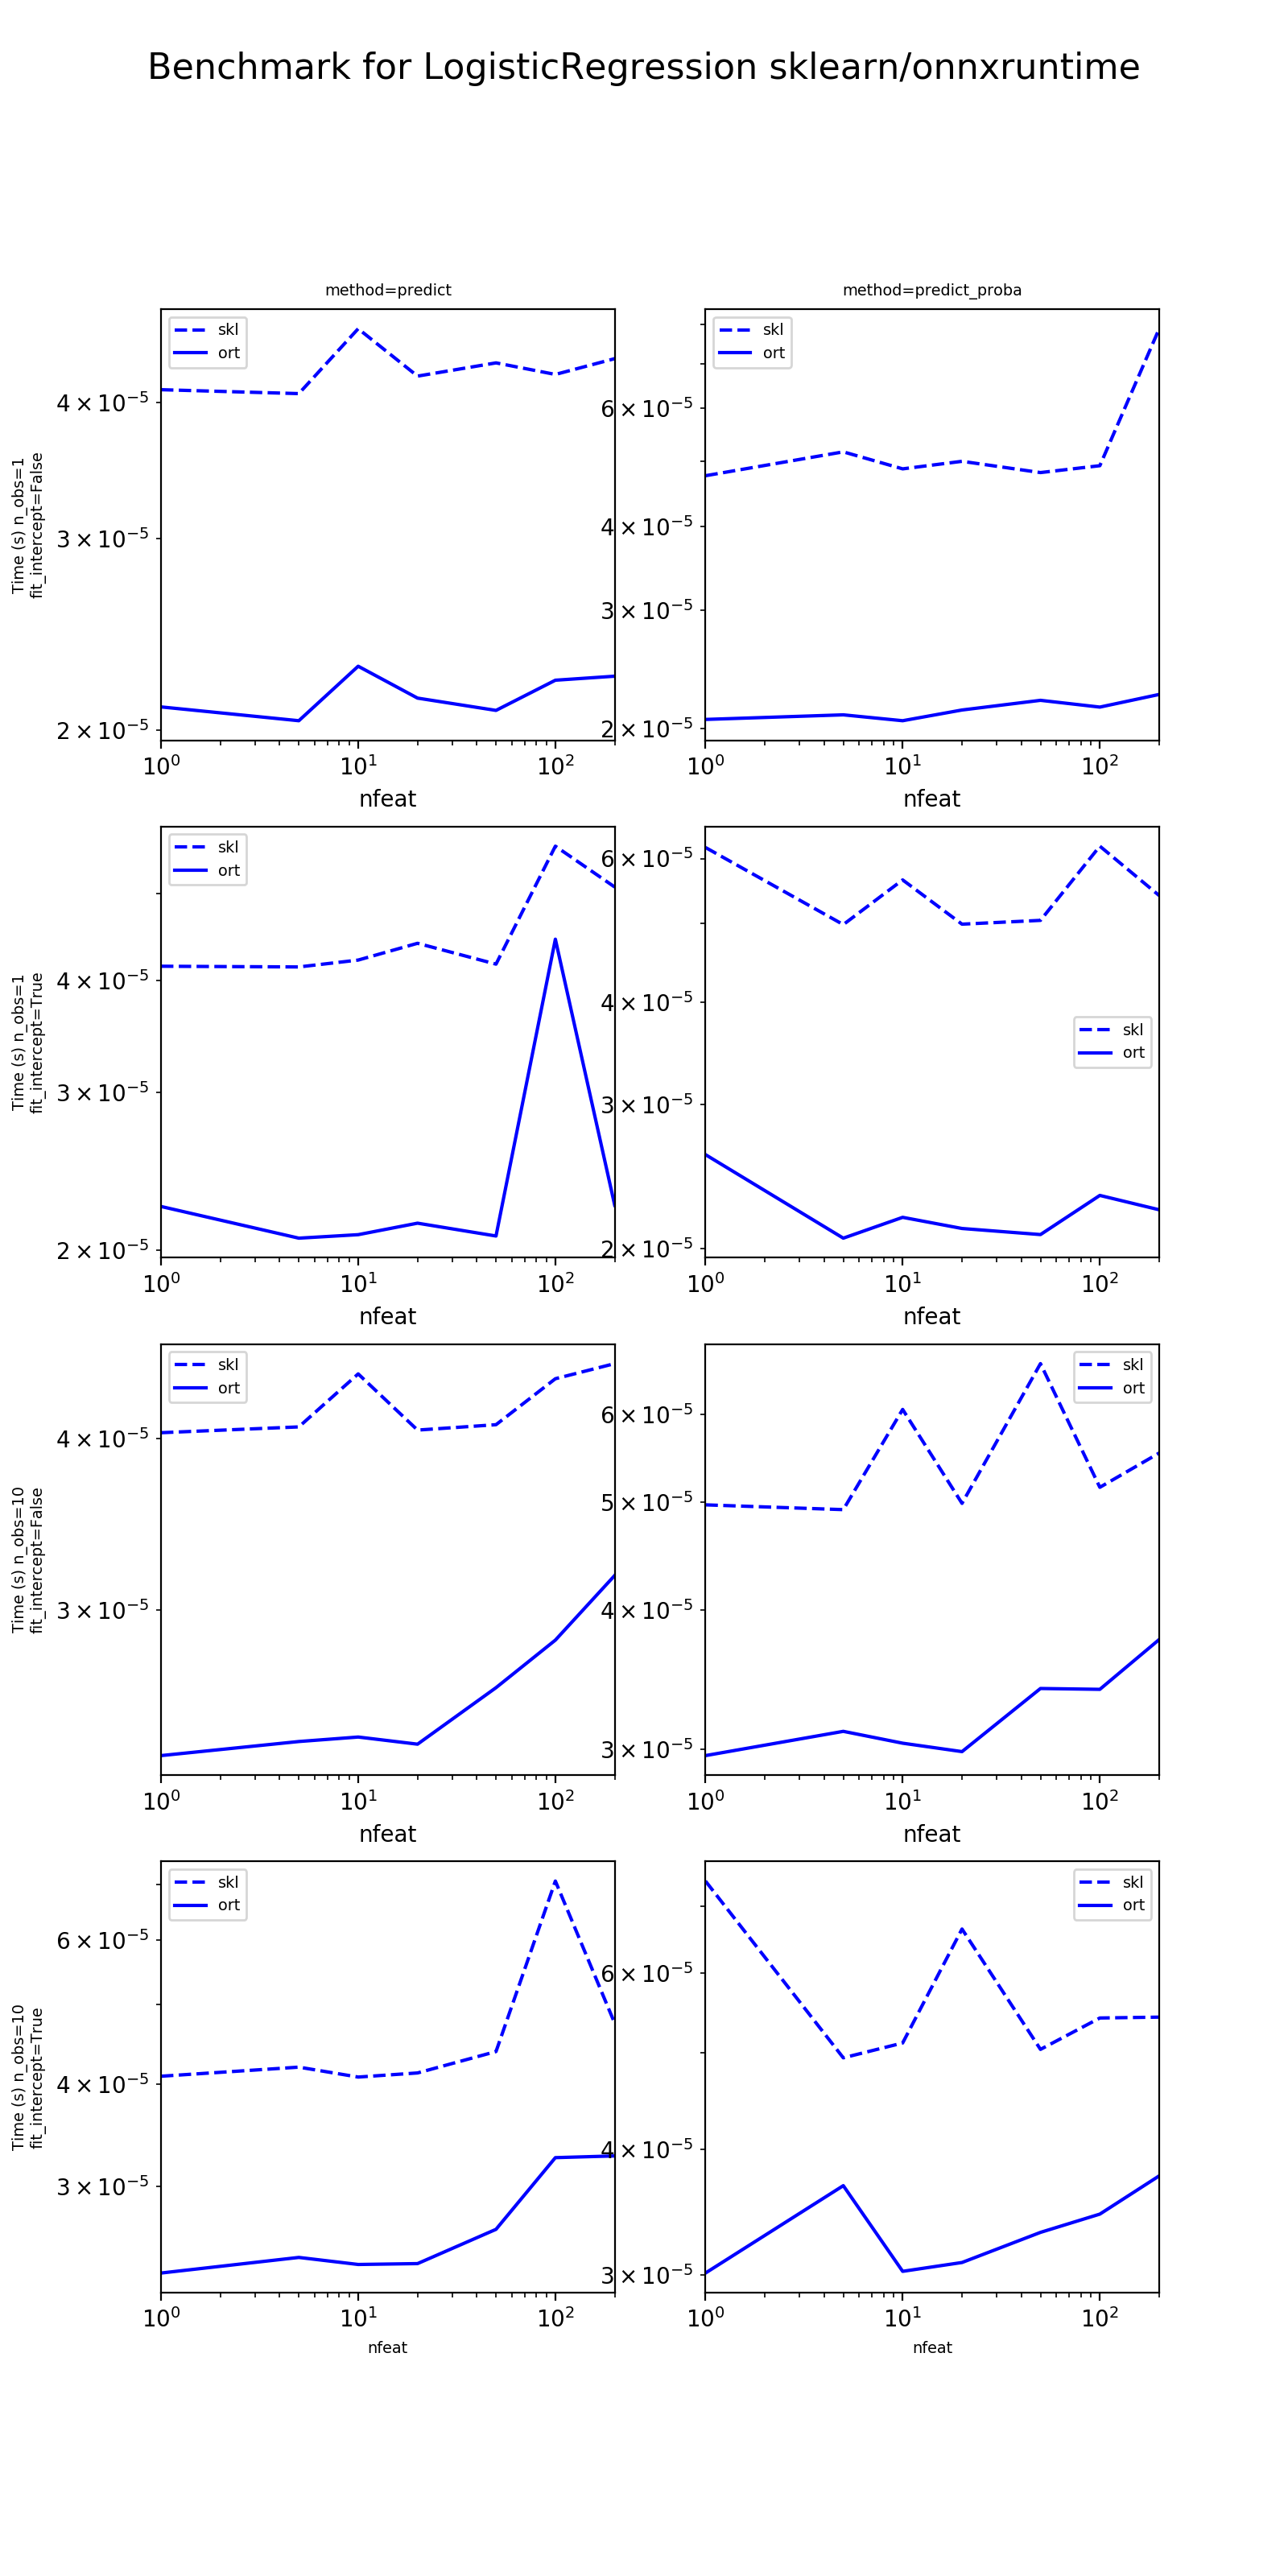 Benchmark for LogisticRegression sklearn/onnxruntime
method=predict
method=predict_proba
Time (s) n_obs=1
fit_intercept=False
4 × 10⁻⁵
3 × 10⁻⁵
2 × 10⁻⁵
skl
ort
10⁰
10¹
10²
nfeat
6 × 10⁻⁵
4 × 10⁻⁵
3 × 10⁻⁵
2 × 10⁻⁵
skl
ort
10⁰
10¹
10²
nfeat
Time (s) n_obs=1
fit_intercept=True
4 × 10⁻⁵
3 × 10⁻⁵
2 × 10⁻⁵
skl
ort
10⁰
10¹
10²
nfeat
6 × 10⁻⁵
4 × 10⁻⁵
3 × 10⁻⁵
2 × 10⁻⁵
skl
ort
10⁰
10¹
10²
nfeat
Time (s) n_obs=10
fit_intercept=False
4 × 10⁻⁵
3 × 10⁻⁵
skl
ort
10⁰
10¹
10²
nfeat
6 × 10⁻⁵
5 × 10⁻⁵
4 × 10⁻⁵
3 × 10⁻⁵
skl
ort
10⁰
10¹
10²
nfeat
Time (s) n_obs=10
fit_intercept=True
6 × 10⁻⁵
4 × 10⁻⁵
3 × 10⁻⁵
skl
ort
10⁰
10¹
10²
nfeat
6 × 10⁻⁵
4 × 10⁻⁵
3 × 10⁻⁵
skl
ort
10⁰
10¹
10²
nfeat